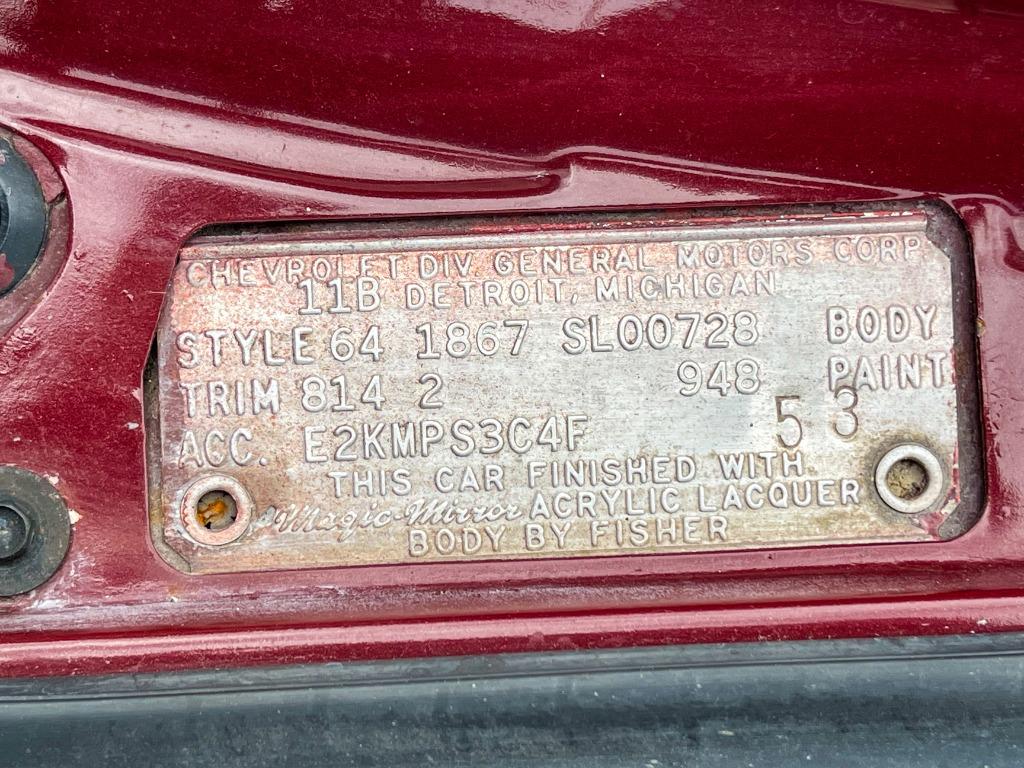 CHEVROLET DIV GENERAL MOTORS CORP.
11B DETROIT, MICHIGAN
STYLE 64 1867 SL00728 BODY
TRIM 814 2 948 PAINT
ACC. E2KMPS3C4F 5 3
THIS CAR FINISHED WITH
Magic-Mirror ACRYLIC LACQUER
BODY BY FISHER